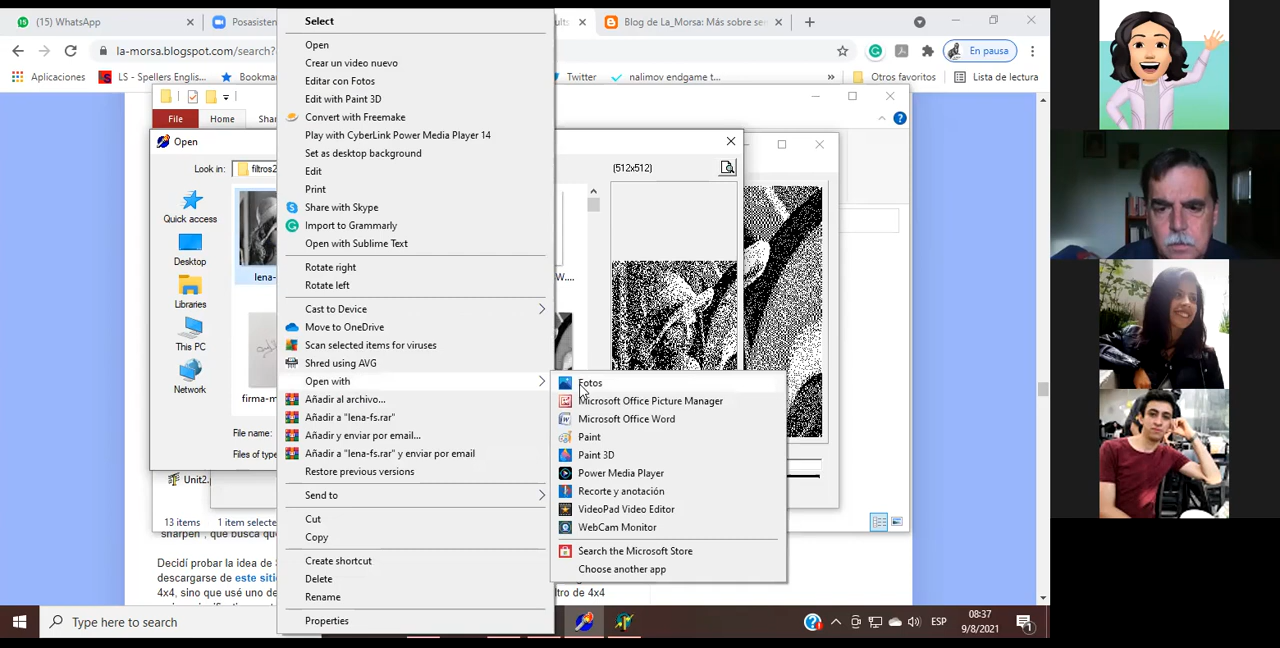 (15) WhatsApp
Posasisten
ults
Blog de La_Morsa: Más sobre se
la-morsa.blogspot.com/search?
En pausa
Aplicaciones
LS - Spellers Englis...
Bookma
Twitter
nalimov endgame t...
»
Otros favoritos
Lista de lectura
Select
Open
Crear un video nuevo
Editar con Fotos
Edit with Paint 3D
Convert with Freemake
Play with CyberLink Power Media Player 14
Set as desktop background
Edit
Print
Share with Skype
Import to Grammarly
Open with Sublime Text
Rotate right
Rotate left
Cast to Device
Move to OneDrive
Scan selected items for viruses
Shred using AVG
Open with
Añadir al archivo...
Añadir a "lena-fs.rar"
Añadir y enviar por email...
Añadir a "lena-fs.rar" y enviar por email
Restore previous versions
Send to
Cut
Copy
Create shortcut
Delete
Rename
Properties
Fotos
Microsoft Office Picture Manager
Microsoft Office Word
Paint
Paint 3D
Power Media Player
Recorte y anotación
VideoPad Video Editor
WebCam Monitor
Search the Microsoft Store
Choose another app
File
Home
Sha
Open
Look in:
filtros2
(512x512)
Quick access
Desktop
Libraries
This PC
Network
lena-
W....
firma-m
File name:
Files of type
Unit2.
13 items
1 item selecte
sharpen", que busca qu
Decidí probar la idea de
descargarse de este siti
4x4, sino que usé uno de
ltro de 4x4
Type here to search
ESP
08:37
9/8/2021
1